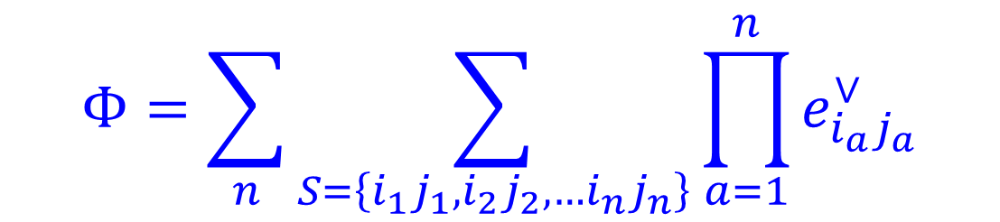 Φ = ∑_n ∑_{S={i_1 j_1, i_2 j_2, …i_n j_n}} ∏_{a=1}^{n} e^∨_{i_a j_a}